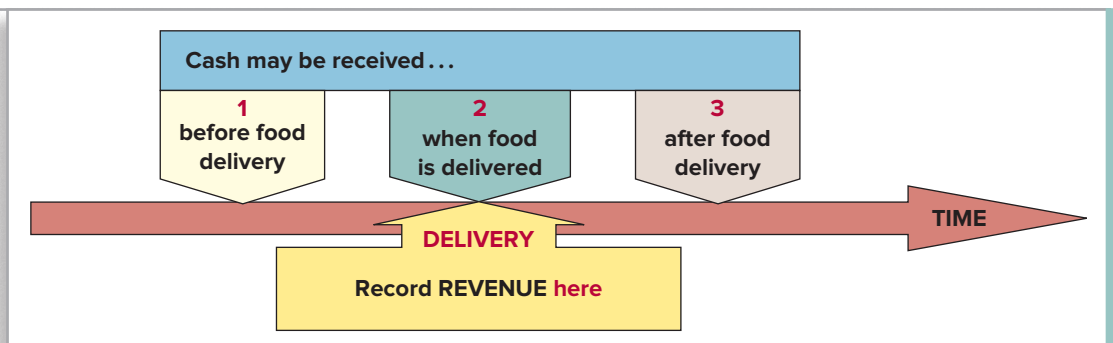 Cash may be received...
1
before food
delivery
2
when food
is delivered
3
after food
delivery
TIME
DELIVERY
Record REVENUE here